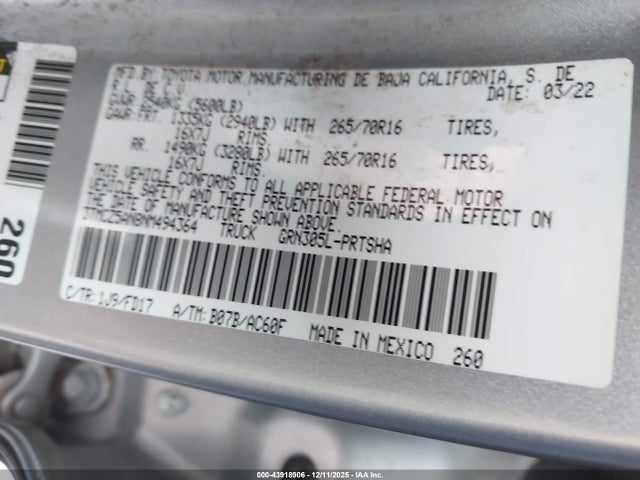 MFD.BY: TOYOTA MOTOR MANUFACTURING DE BAJA CALIFORNIA, S. DE
R.L. DE C.V. DATE: 03/22
GVWR 2540KG (5600LB)
GAWR FRT. 1335KG (2940LB) WITH 265/70R16 TIRES,
16X7J RIMS.
RR. 1490KG (3280LB) WITH 265/70R16 TIRES,
16X7J RIMS.
THIS VEHICLE CONFORMS TO ALL APPLICABLE FEDERAL MOTOR
VEHICLE SAFETY AND THEFT PREVENTION STANDARDS IN EFFECT ON
THE DATE OF MANUFACTURE SHOWN ABOVE.
3TMCZ5AN8NM494364 TRUCK GRN305L-PRTSHA
C/TR: 1J9/FD17 A/TM: B07B/AC60F MADE IN MEXICO 260
260
00-43918906 - 12/11/2025 - IAA Inc.